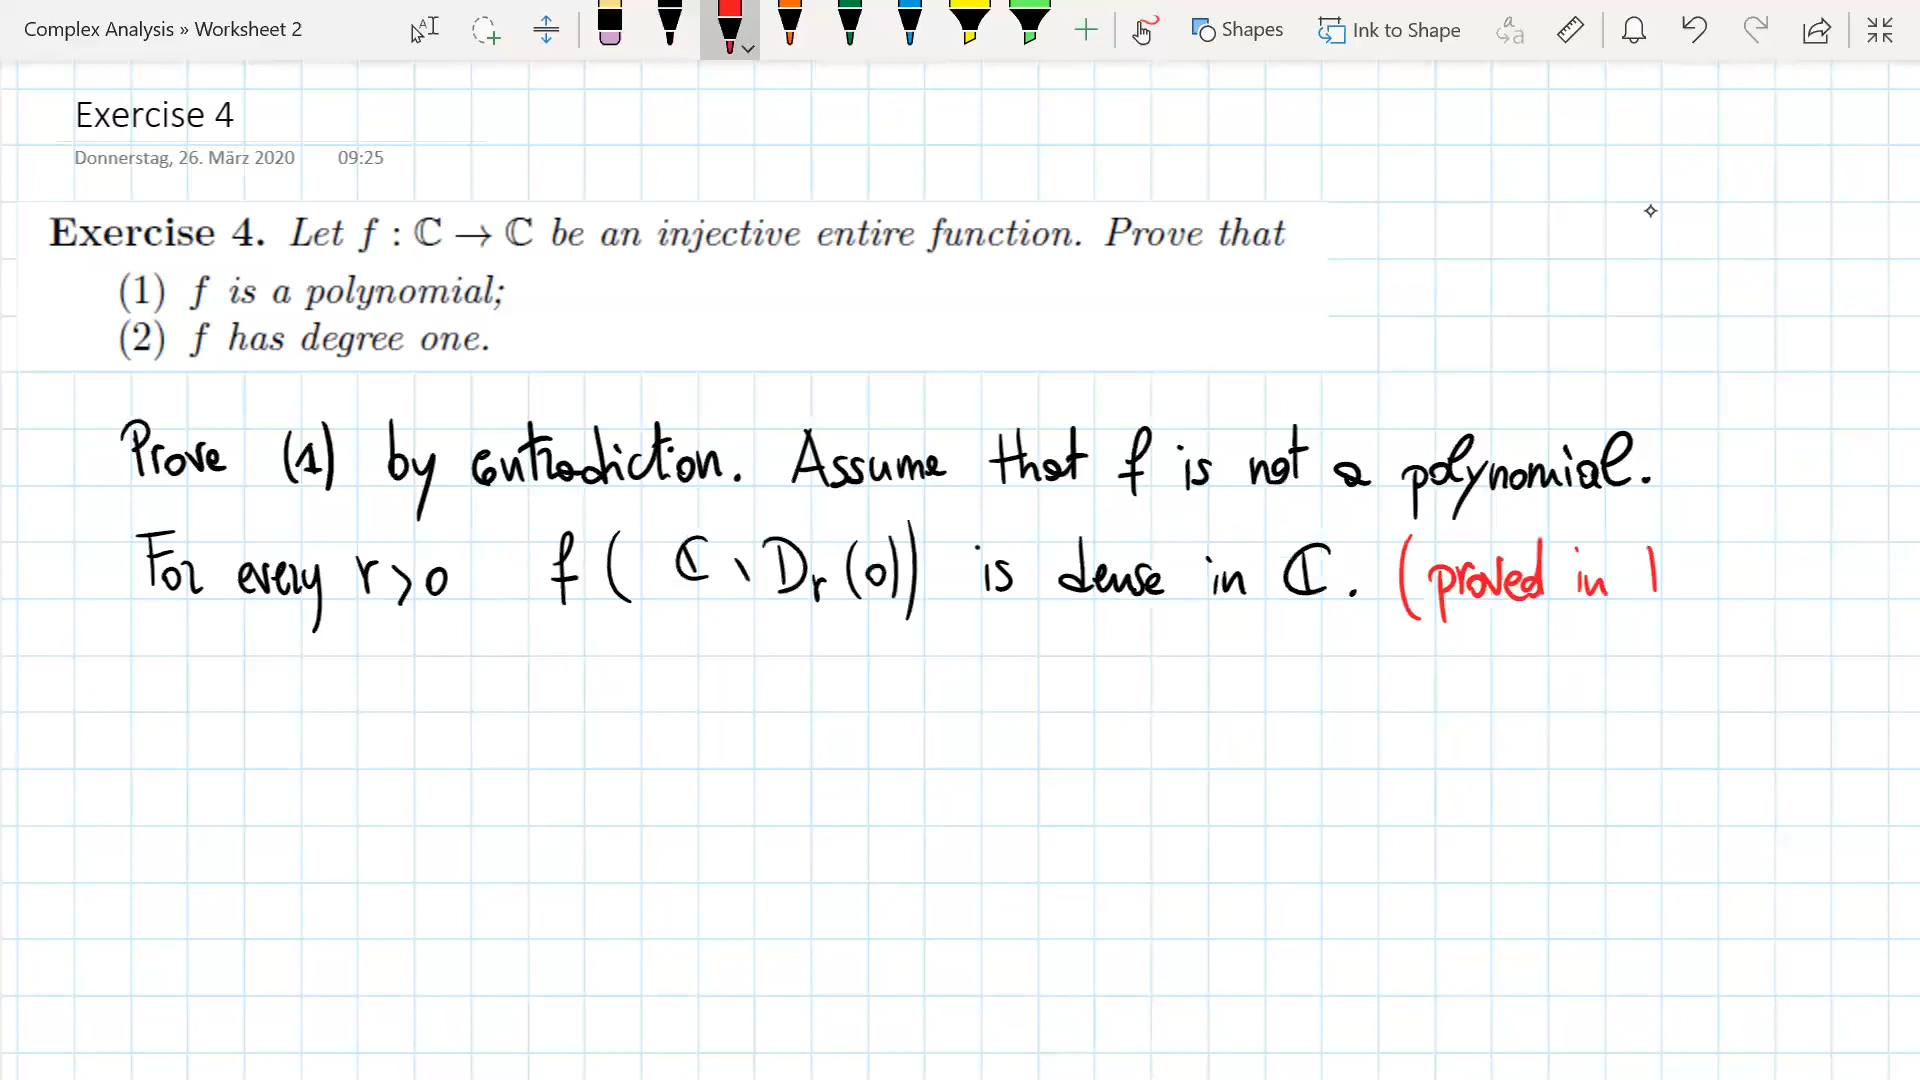 Complex Analysis » Worksheet 2
Shapes
Ink to Shape
Exercise 4
Donnerstag, 26. März 2020 09:25
Exercise 4. Let f : ℂ → ℂ be an injective entire function. Prove that
(1) f is a polynomial;
(2) f has degree one.
Prove (1) by contradiction. Assume that f is not a polynomial.
For every r > 0 f ( ℂ \ Dr (0)) is dense in ℂ. (proved in